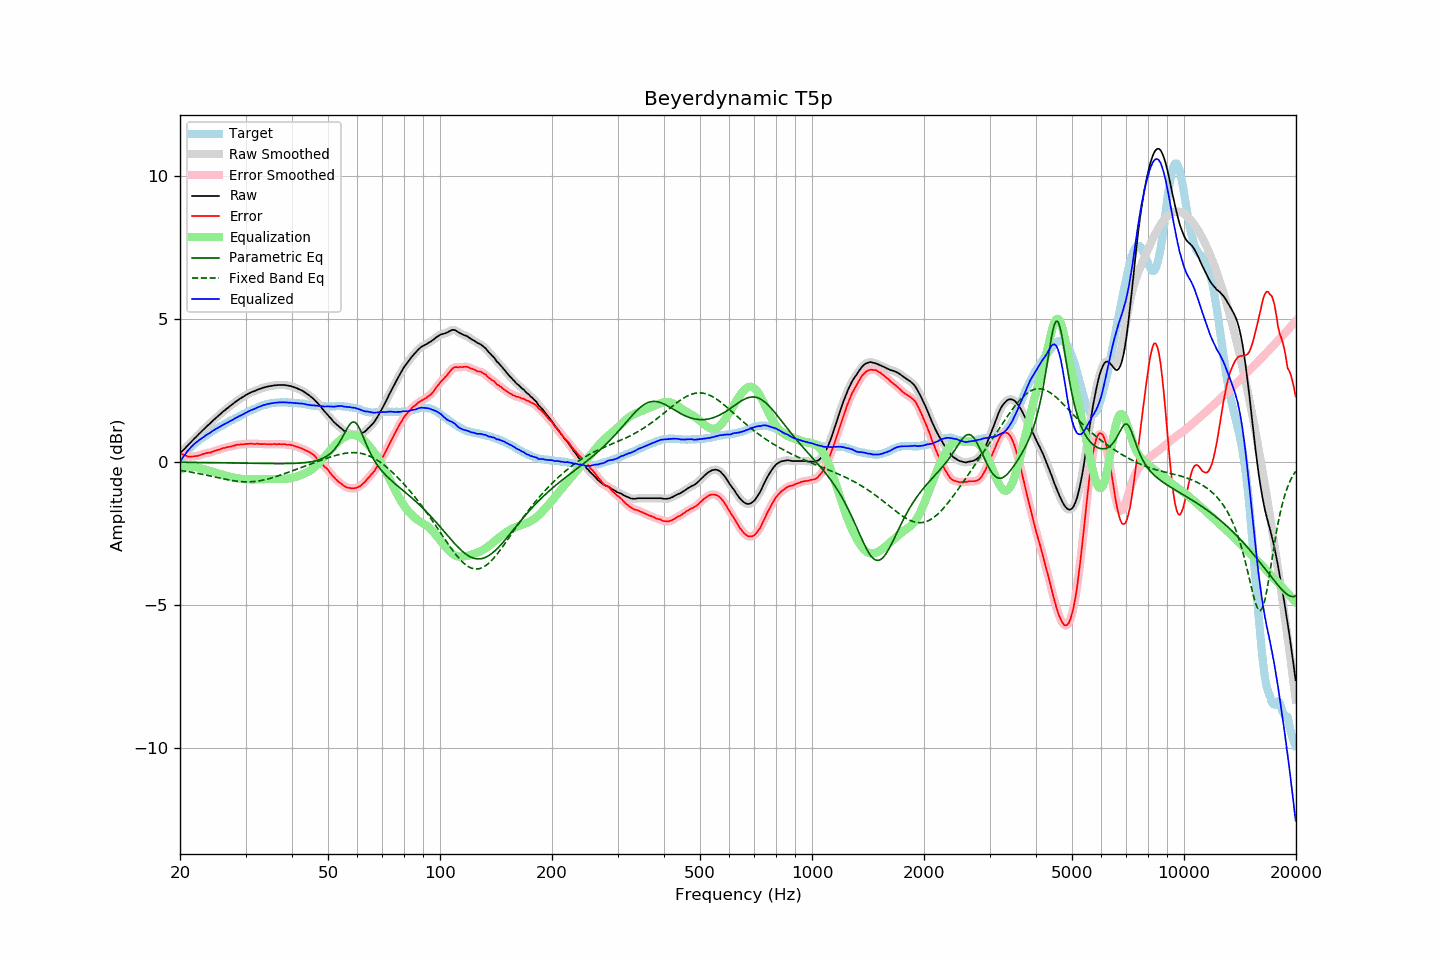 Beyerdynamic T5p
Target
Raw Smoothed
Error Smoothed
Raw
Error
Equalization
Parametric Eq
Fixed Band Eq
Equalized
Amplitude (dBr)
10
5
0
−5
−10
20
50
100
200
500
1000
2000
5000
10000
20000
Frequency (Hz)